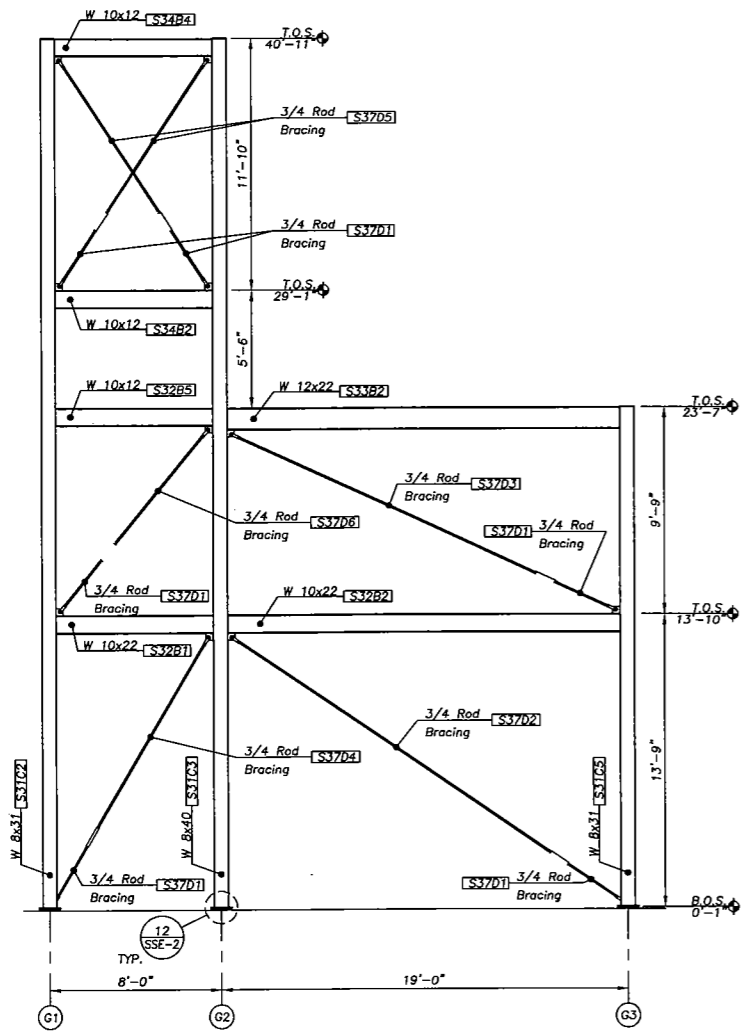 W 10x12 S34B4
T.O.S.
40'-11"
3/4 Rod S37D5
Bracing
11'-10"
3/4 Rod S37D1
Bracing
T.O.S.
29'-1"
W 10x12 S34B2
5'-6"
W 10x12 S32B5
W 12x22 S33B2
T.O.S.
23'-7"
3/4 Rod S37D3
Bracing
3/4 Rod S37D6
Bracing
S37D1 3/4 Rod
Bracing
9'-9"
3/4 Rod S37D1
Bracing
W 10x22 S32B2
T.O.S.
13'-10"
W 10x22 S32B1
3/4 Rod S37D2
Bracing
3/4 Rod S37D4
Bracing
13'-9"
W 8x31 S31C2
W 8x40 S31C3
W 8x31 S31C5
3/4 Rod S37D1
Bracing
S37D1 3/4 Rod
Bracing
B.O.S.
0'-1"
12
SSE-2
TYP.
8'-0"
19'-0"
G1
G2
G3